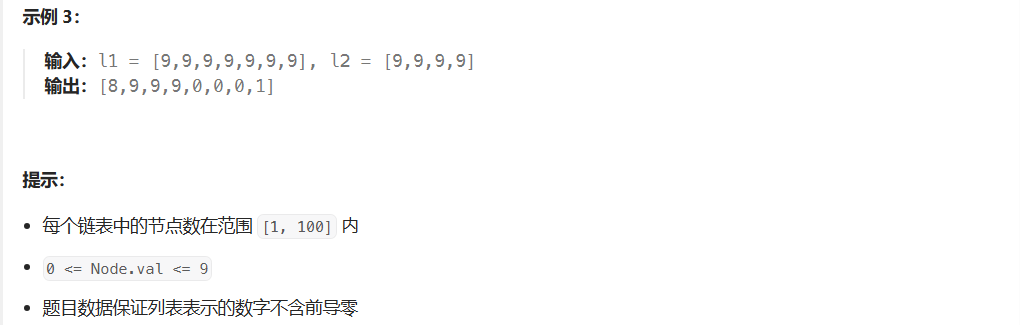 示例 3：
输入：l1 = [9,9,9,9,9,9,9], l2 = [9,9,9,9]
输出：[8,9,9,9,0,0,0,1]
提示：
每个链表中的节点数在范围 [1, 100] 内
0 <= Node.val <= 9
题目数据保证列表表示的数字不含前导零